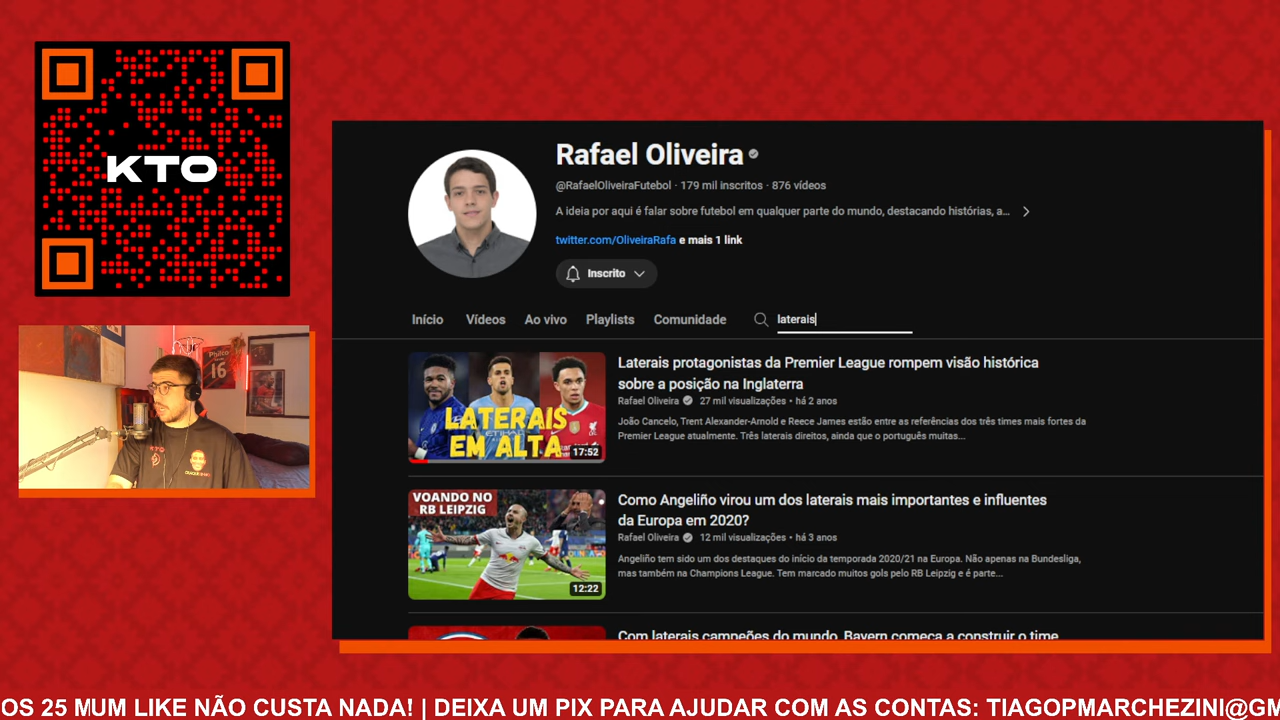 KTO
Philco
16
Rafael Oliveira
@RafaelOliveiraFutebol · 179 mil inscritos · 876 vídeos
A ideia por aqui é falar sobre futebol em qualquer parte do mundo, destacando histórias, a...
twitter.com/OliveiraRafa e mais 1 link
Inscrito
Início Vídeos Ao vivo Playlists Comunidade laterais
LATERAIS
EM ALTA
17:52
Laterais protagonistas da Premier League rompem visão histórica
sobre a posição na Inglaterra
Rafael Oliveira 27 mil visualizações • há 2 anos
João Cancelo, Trent Alexander-Arnold e Reece James estão entre as referências dos três times mais fortes da
Premier League atualmente. Três laterais direitos, ainda que o português muitas...
VOANDO NO
RB LEIPZIG
12:22
Como Angeliño virou um dos laterais mais importantes e influentes
da Europa em 2020?
Rafael Oliveira 12 mil visualizações • há 3 anos
Angeliño tem sido um dos destaques do início da temporada 2020/21 na Europa. Não apenas na Bundesliga,
mas também na Champions League. Tem marcado muitos gols pelo RB Leipzig e é parte...
Com laterais campeões do mundo, Bayern começa a construir o time
OS 25 MUM LIKE NÃO CUSTA NADA! | DEIXA UM PIX PARA AJUDAR COM AS CONTAS: TIAGOPMARCHEZINI@GM